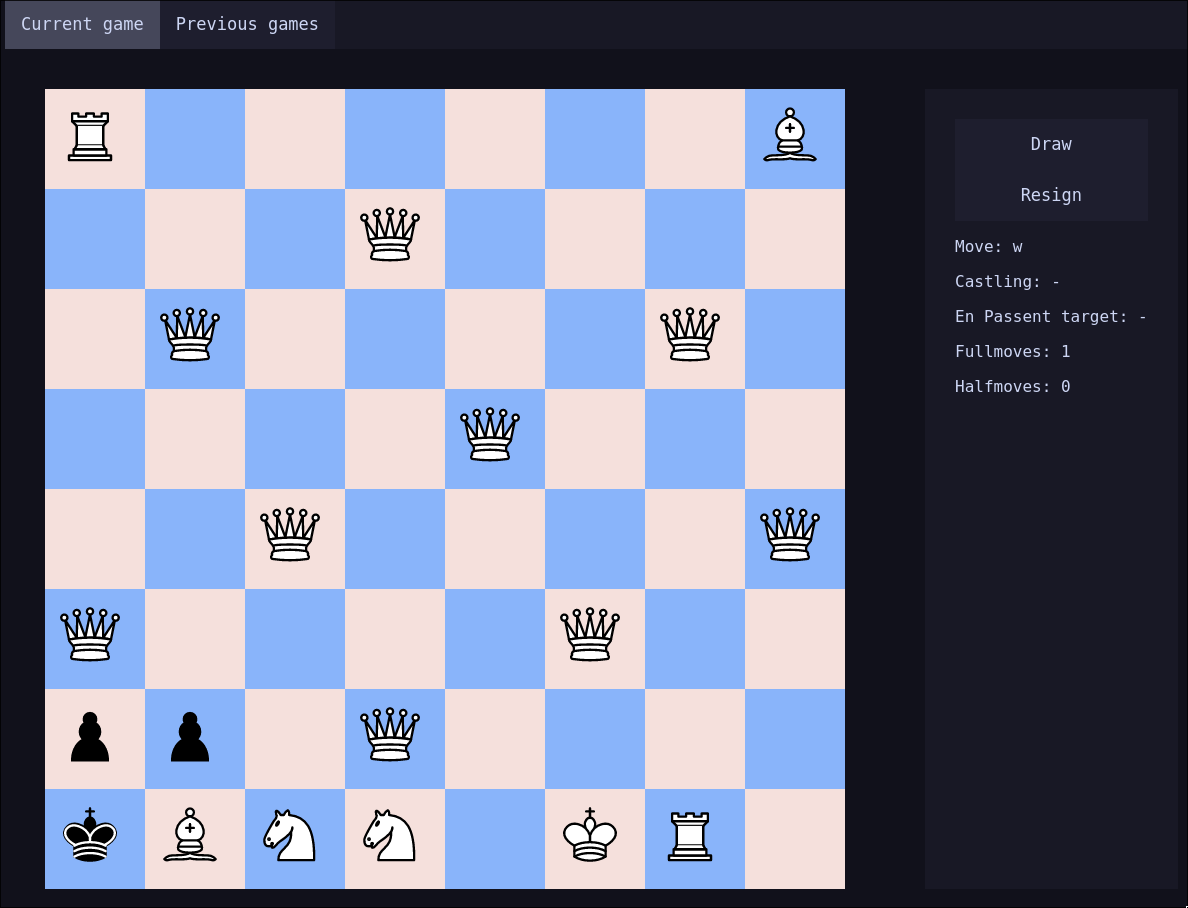 Current game Previous games
Draw
Resign
Move: w
Castling: -
En Passent target: -
Fullmoves: 1
Halfmoves: 0